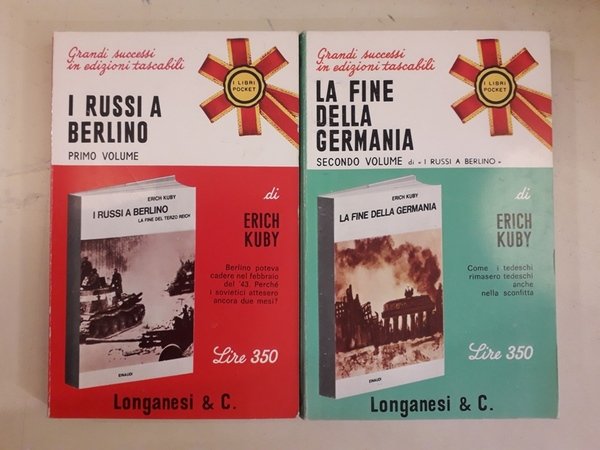 Grandi successi
in edizioni tascabili
I LIBRI
POCKET
I RUSSI A
BERLINO
PRIMO VOLUME
ERICH KUBY
I RUSSI A BERLINO
LA FINE DEL TERZO REICH
EINAUDI
di
ERICH
KUBY
Berlino poteva
cadere nel febbraio
del '43. Perché
i sovietici attesero
ancora due mesi?
Lire 350
Longanesi & C.
Grandi successi
in edizioni tascabili
I LIBRI
POCKET
LA FINE
DELLA
GERMANIA
SECONDO VOLUME di « I RUSSI A BERLINO »
ERICH KUBY
LA FINE DELLA GERMANIA
EINAUDI
di
ERICH
KUBY
Come i tedeschi
rimasero tedeschi
anche
nella sconfitta
Lire 350
Longanesi & C.